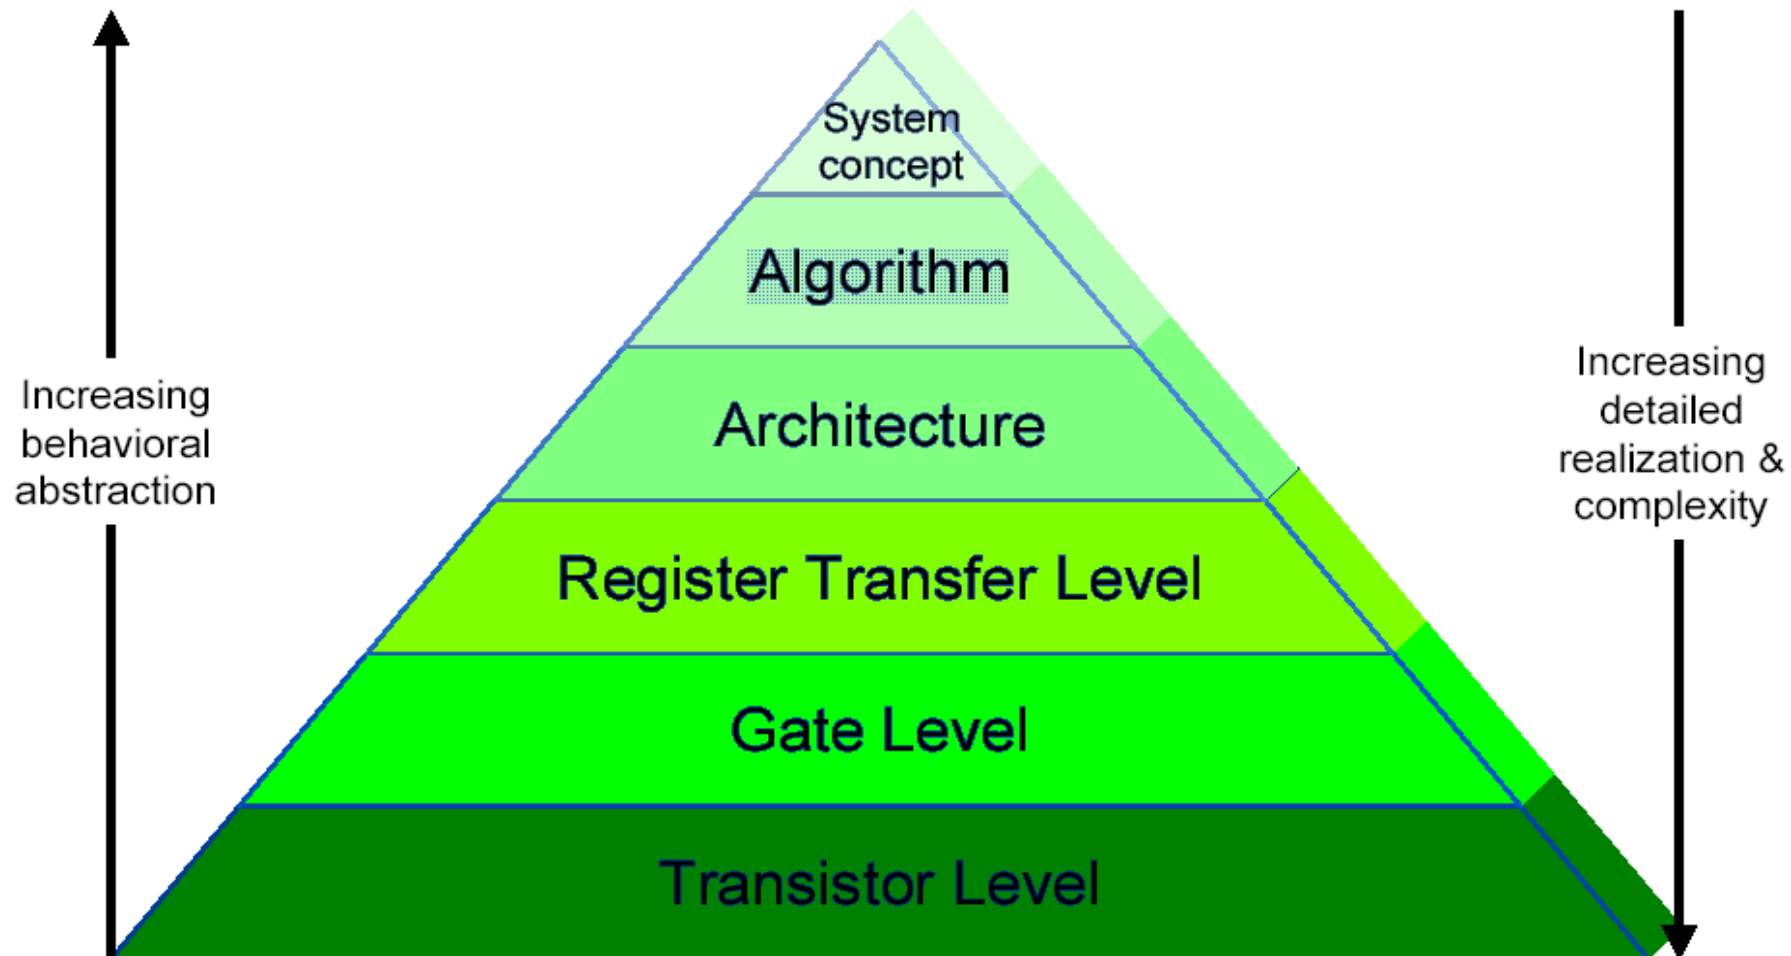 System
concept
Algorithm
Architecture
Register Transfer Level
Gate Level
Transistor Level
Increasing
behavioral
abstraction
Increasing
detailed
realization &
complexity